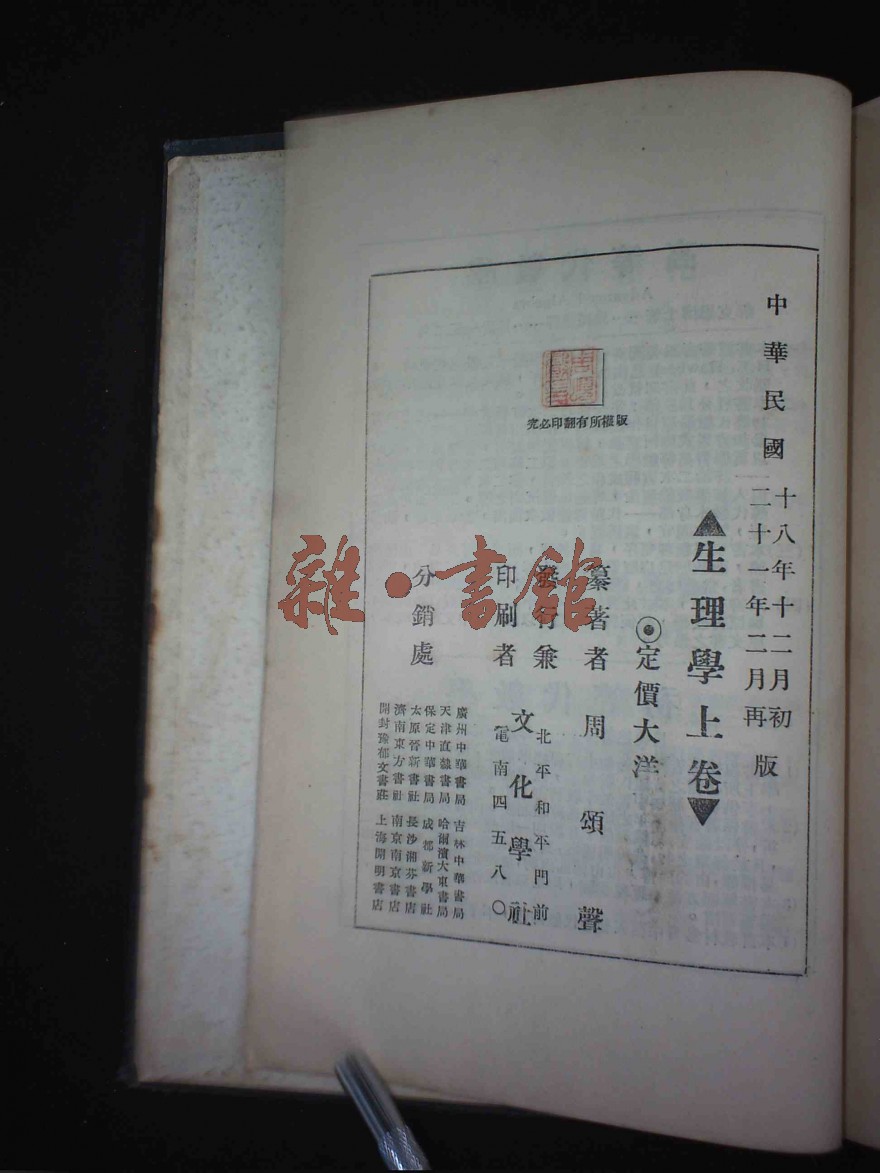 中華民國
十八年十二月初
二十一年二月再
版
▲生理學上卷▼
⊙定價大洋
版權所有翻印必究
纂著者 周頌聲
發行兼
印刷者
北平和平門前
文化學社
電南四五八〇
分銷處
廣州中華書局 吉林中華書局
天津直隸書局 哈爾濱大東書局
保定中華書局 成都新學社
太原晉新書社 長沙湘芬書店
濟南東方書社 南京南京書店
開封豫郁文書莊 上海開明書店
雜·書館